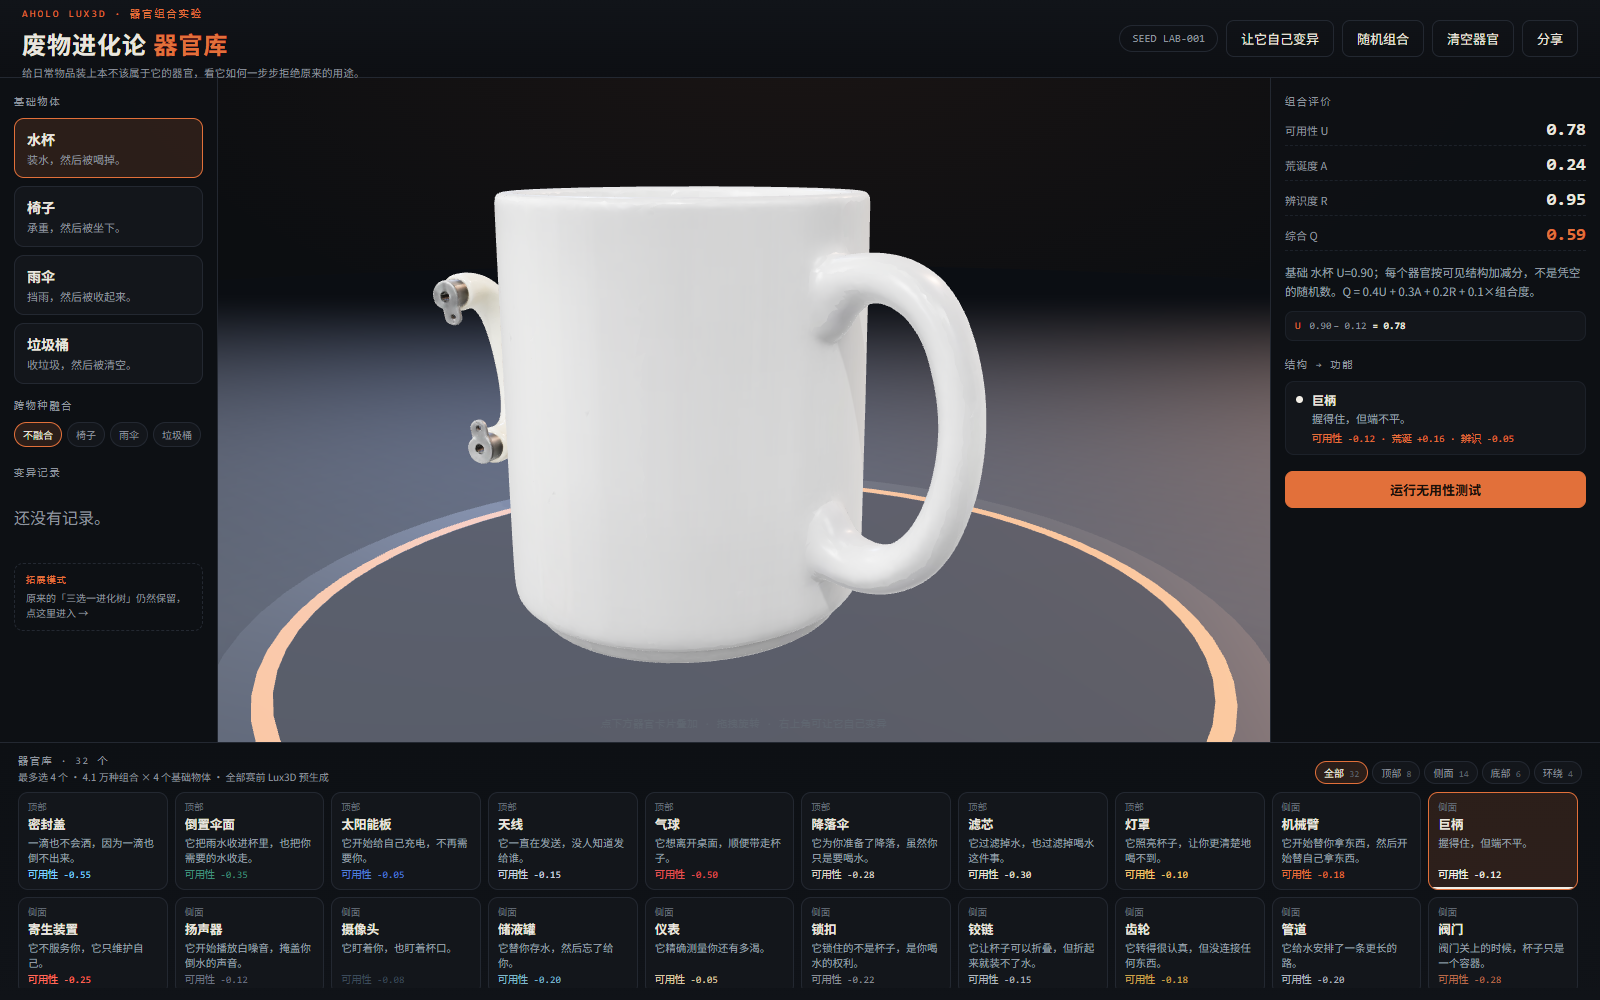 AHOLO LUX3D · 器官组合实验
废物进化论 器官库
给日常物品装上本不该属于它的器官，看它如何一步步拒绝原来的用途。
SEED LAB-001
让它自己变异
随机组合
清空器官
分享
基础物体
水杯
装水，然后被喝掉。
椅子
承重，然后被坐下。
雨伞
挡雨，然后被收起来。
垃圾桶
收垃圾，然后被清空。
跨物种融合
不融合 椅子 雨伞 垃圾桶
变异记录
还没有记录。
拓展模式
原来的「三选一进化树」仍然保留，
点这里进入 →
组合评价
可用性 U 0.78
荒诞度 A 0.24
辨识度 R 0.95
综合 Q 0.59
基础 水杯 U=0.90；每个器官按可见结构加减分，不是凭空
的随机数。Q = 0.4U + 0.3A + 0.2R + 0.1×组合度。
U 0.90 − 0.12 = 0.78
结构 → 功能
巨柄
握得住，但端不平。
可用性 -0.12 · 荒诞 +0.16 · 辨识 -0.05
运行无用性测试
器官库 · 32 个
最多选 4 个 · 4.1 万种组合 × 4 个基础物体 · 全部赛前 Lux3D 预生成
全部 32 顶部 8 侧面 14 底部 6 环绕 4
顶部
密封盖
一滴也不会洒，因为一滴也
倒不出来。
可用性 -0.55
顶部
倒置伞面
它把雨水收进杯里，也把你
需要的水收走。
可用性 -0.35
顶部
太阳能板
它开始给自己充电，不再需
要你。
可用性 -0.05
顶部
天线
它一直在发送，没人知道发
给谁。
可用性 -0.15
顶部
气球
它想离开桌面，顺便带走杯
子。
可用性 -0.50
顶部
降落伞
它为你准备了降落，虽然你
只是要喝水。
可用性 -0.28
顶部
滤芯
它过滤掉水，也过滤掉喝水
这件事。
可用性 -0.30
顶部
灯罩
它照亮杯子，让你更清楚地
喝不到。
可用性 -0.10
侧面
机械臂
它开始替你拿东西，然后开
始替自己拿东西。
可用性 -0.18
侧面
巨柄
握得住，但端不平。
可用性 -0.12
侧面
寄生装置
它不服务你，它只维护自
己。
可用性 -0.25
侧面
扬声器
它开始播放白噪音，掩盖你
倒水的声音。
可用性 -0.12
侧面
摄像头
它盯着你，也盯着杯口。
可用性 -0.08
侧面
储液罐
它替你存水，然后忘了给
你。
可用性 -0.20
侧面
仪表
它精确测量你还有多渴。
可用性 -0.05
侧面
锁扣
它锁住的不是杯子，是你喝
水的权利。
可用性 -0.22
侧面
铰链
它让杯子可以折叠，但折起
来就装不了水。
可用性 -0.15
侧面
齿轮
它转得很认真，但没连接任
何东西。
可用性 -0.18
侧面
管道
它给水安排了一条更长的
路。
可用性 -0.20
侧面
阀门
阀门关上的时候，杯子只是
一个容器。
可用性 -0.28